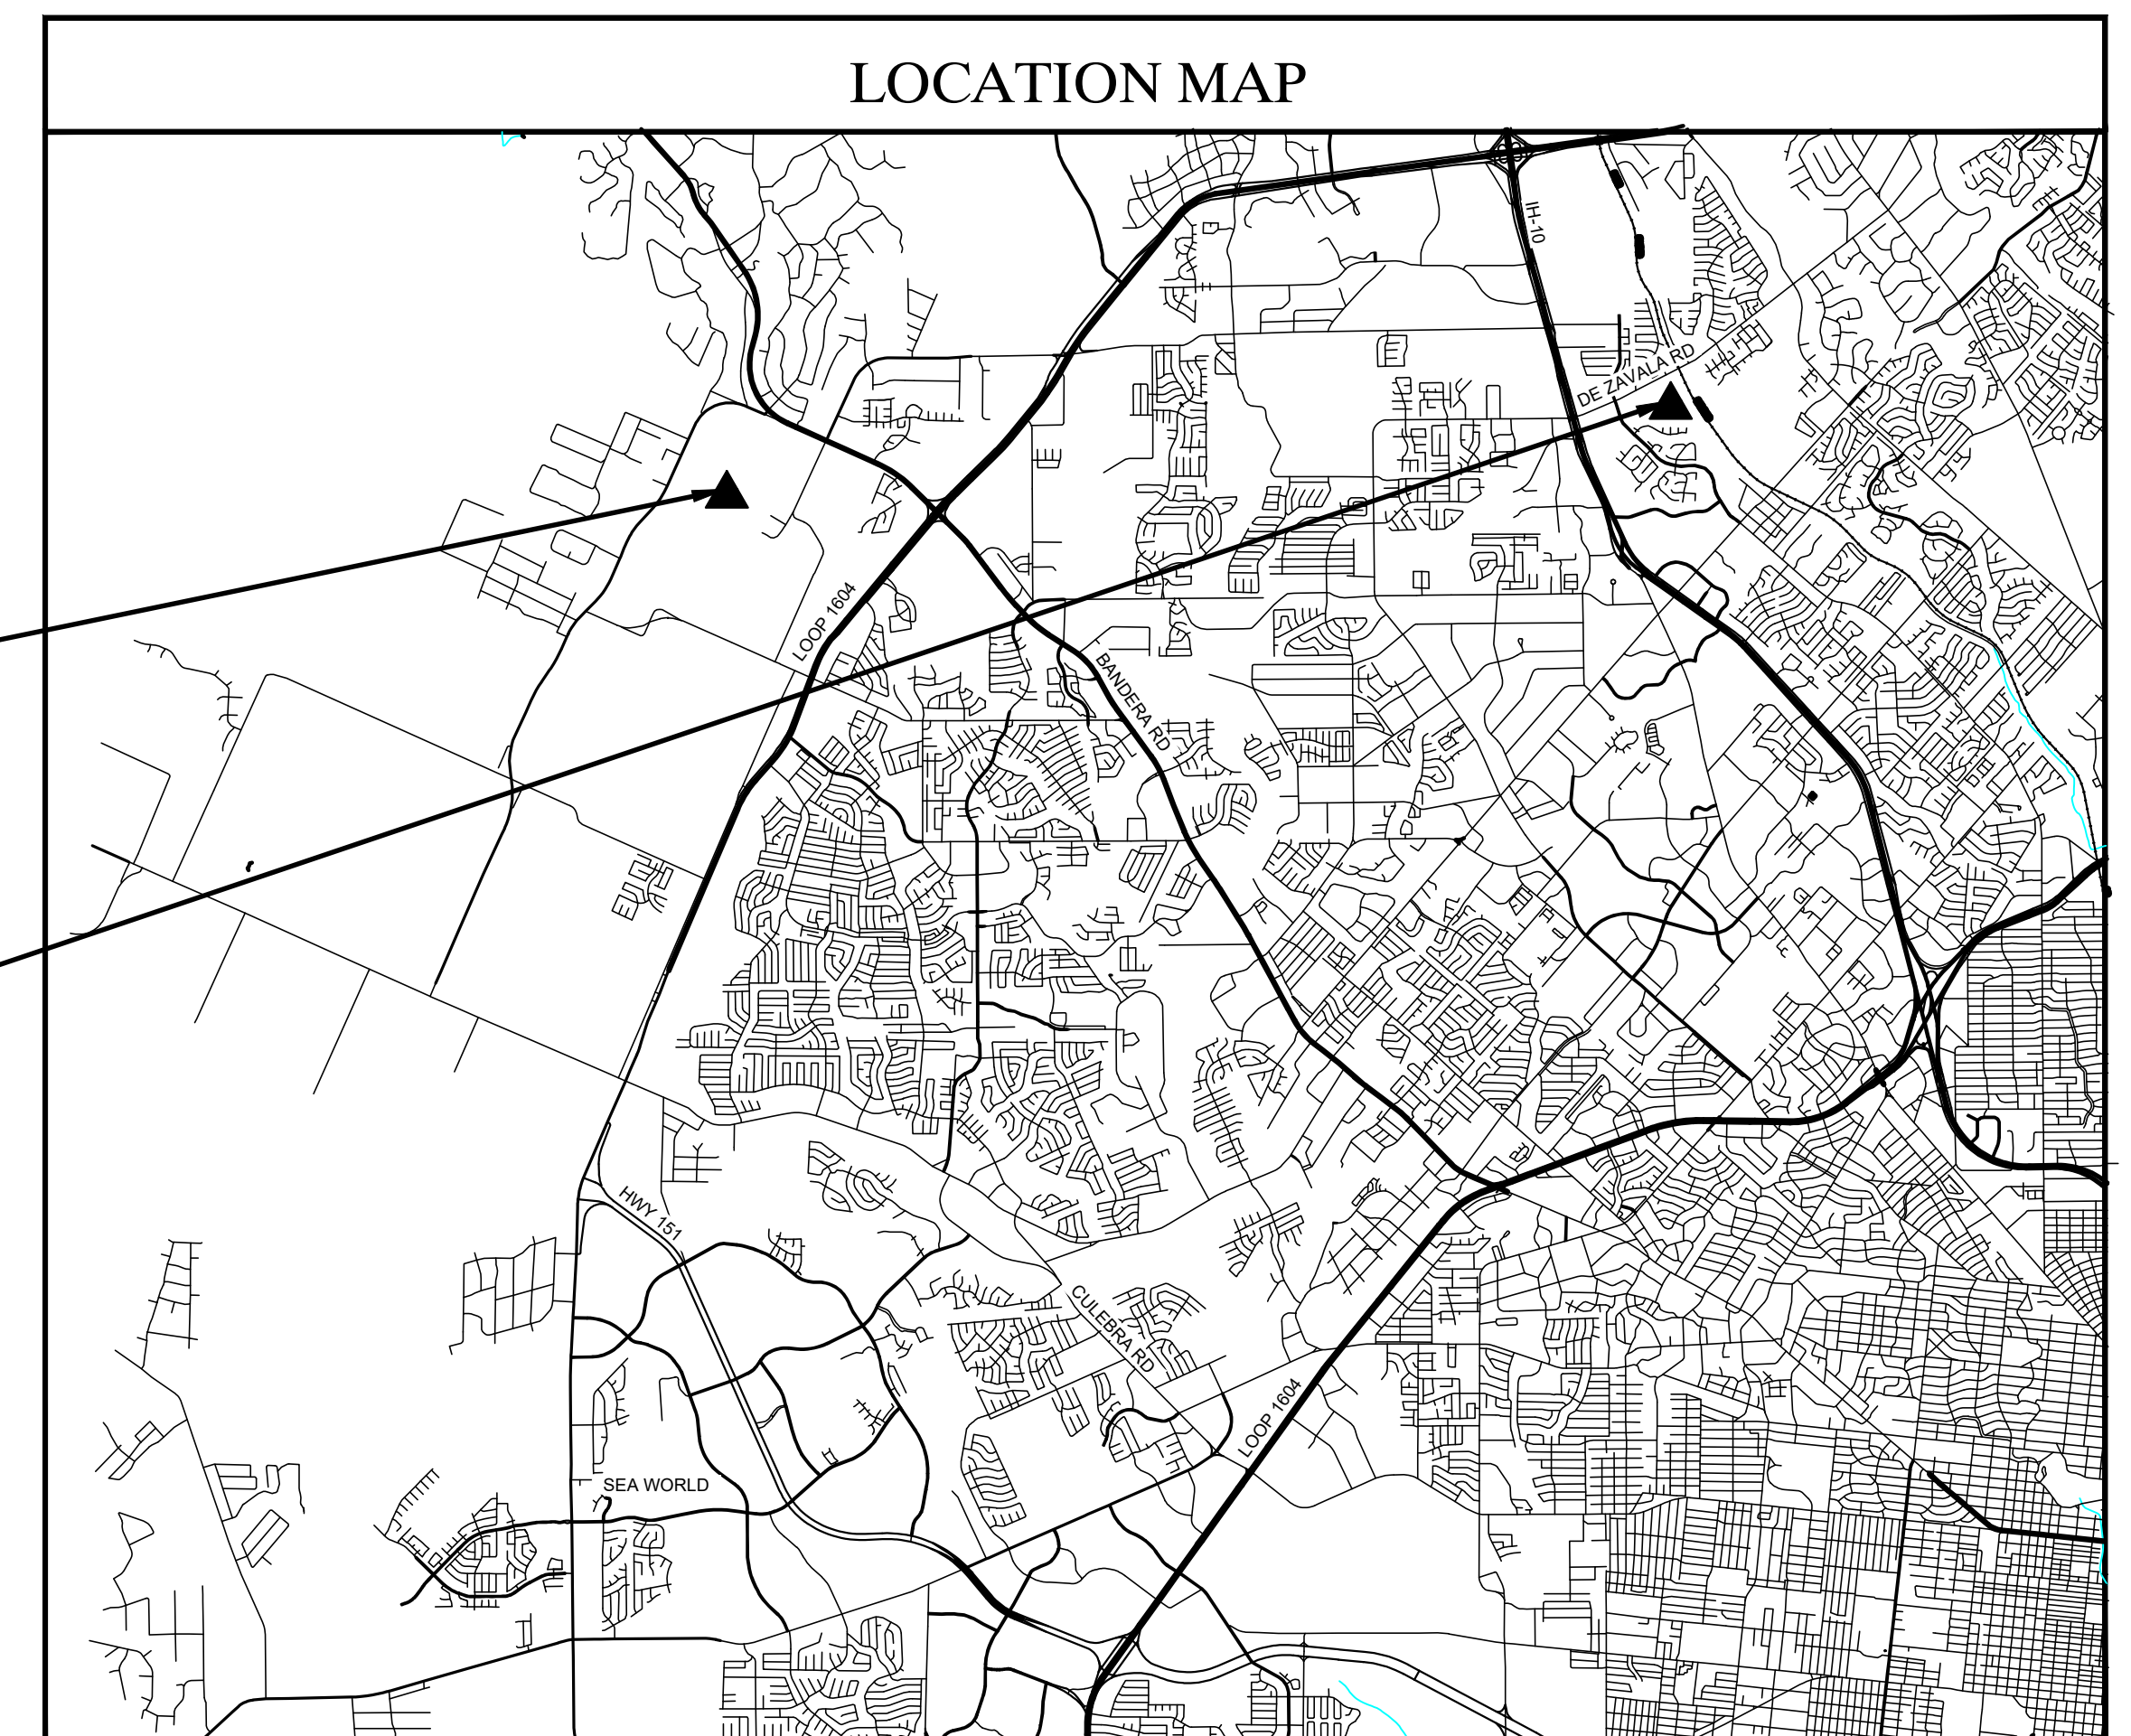 LOCATION MAP
IH-10
DE ZAVALA RD
LOOP 1604
BANDERA RD
HWY 151
CULEBRA RD
LOOP 1604
SEA WORLD